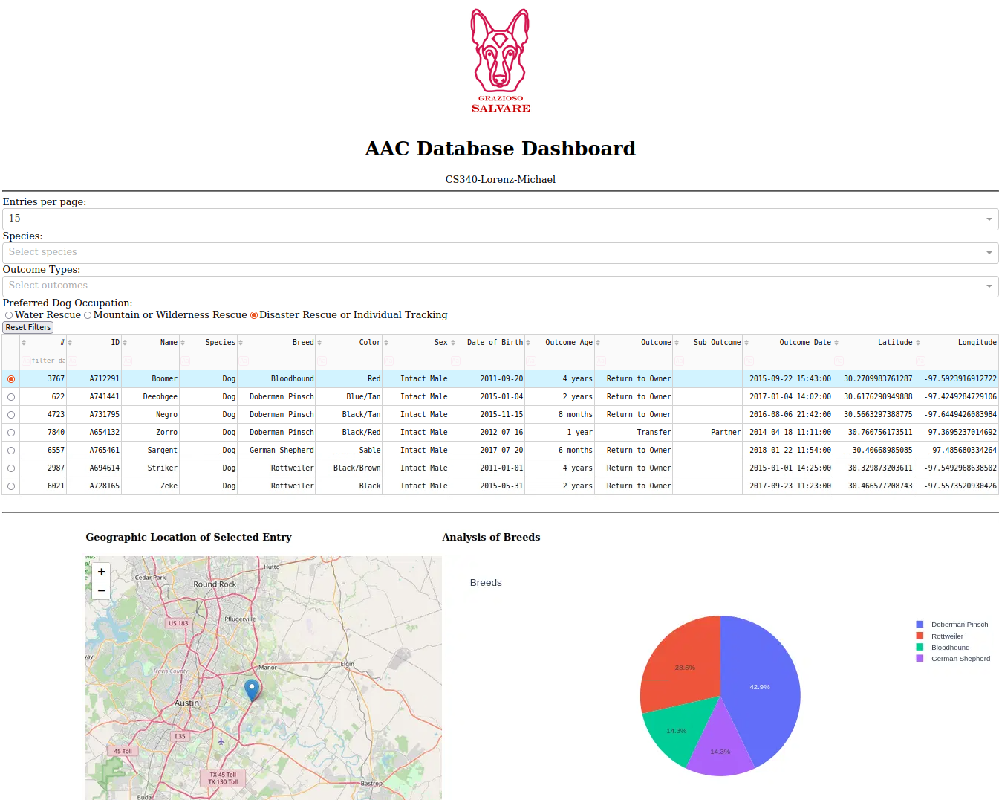 GRAZIOSO
SALVARE
AAC Database Dashboard
CS340-Lorenz-Michael
Entries per page:
15
Species:
Select species
Outcome Types:
Select outcomes
Preferred Dog Occupation:
Water Rescue Mountain or Wilderness Rescue Disaster Rescue or Individual Tracking
Reset Filters
# ID Name Species Breed Color Sex Date of Birth Outcome Age Outcome Sub-Outcome Outcome Date Latitude Longitude
filter da
3767 A712291 Boomer Dog Bloodhound Red Intact Male 2011-09-20 4 years Return to Owner 2015-09-22 15:43:00 30.2709983761287 -97.5923916912722
622 A741441 Deeohgee Dog Doberman Pinsch Blue/Tan Intact Male 2015-01-04 2 years Return to Owner 2017-01-04 14:02:00 30.6176290949888 -97.4249284729106
4723 A731795 Negro Dog Doberman Pinsch Black/Tan Intact Male 2015-11-15 8 months Return to Owner 2016-08-06 21:42:00 30.5663297388775 -97.6449426083984
7840 A654132 Zorro Dog Doberman Pinsch Black/Red Intact Male 2012-07-16 1 year Transfer Partner 2014-04-18 11:11:00 30.760756173511 -97.3695237014692
6557 A765461 Sargent Dog German Shepherd Sable Intact Male 2017-07-20 6 months Return to Owner 2018-01-22 11:54:00 30.40668985085 -97.485680334264
2987 A694614 Striker Dog Rottweiler Black/Brown Intact Male 2011-01-01 4 years Return to Owner 2015-01-01 14:25:00 30.329873203611 -97.5492968638502
6021 A728165 Zeke Dog Rottweiler Black Intact Male 2015-05-31 2 years Return to Owner 2017-09-23 11:23:00 30.466577208743 -97.5573520930426
Geographic Location of Selected Entry
+
−
Hutto
Cedar Park
Round Rock
US 183
Pflugerville
way
Elgin
Manor
Travis County
Austin
I 35
45 Toll
TX 45 Toll
TX 130 Toll
Bastrop
Buda
Analysis of Breeds
Breeds
Doberman Pinsch
Rottweiler
Bloodhound
German Shepherd
28.6%
42.9%
14.3%
14.3%